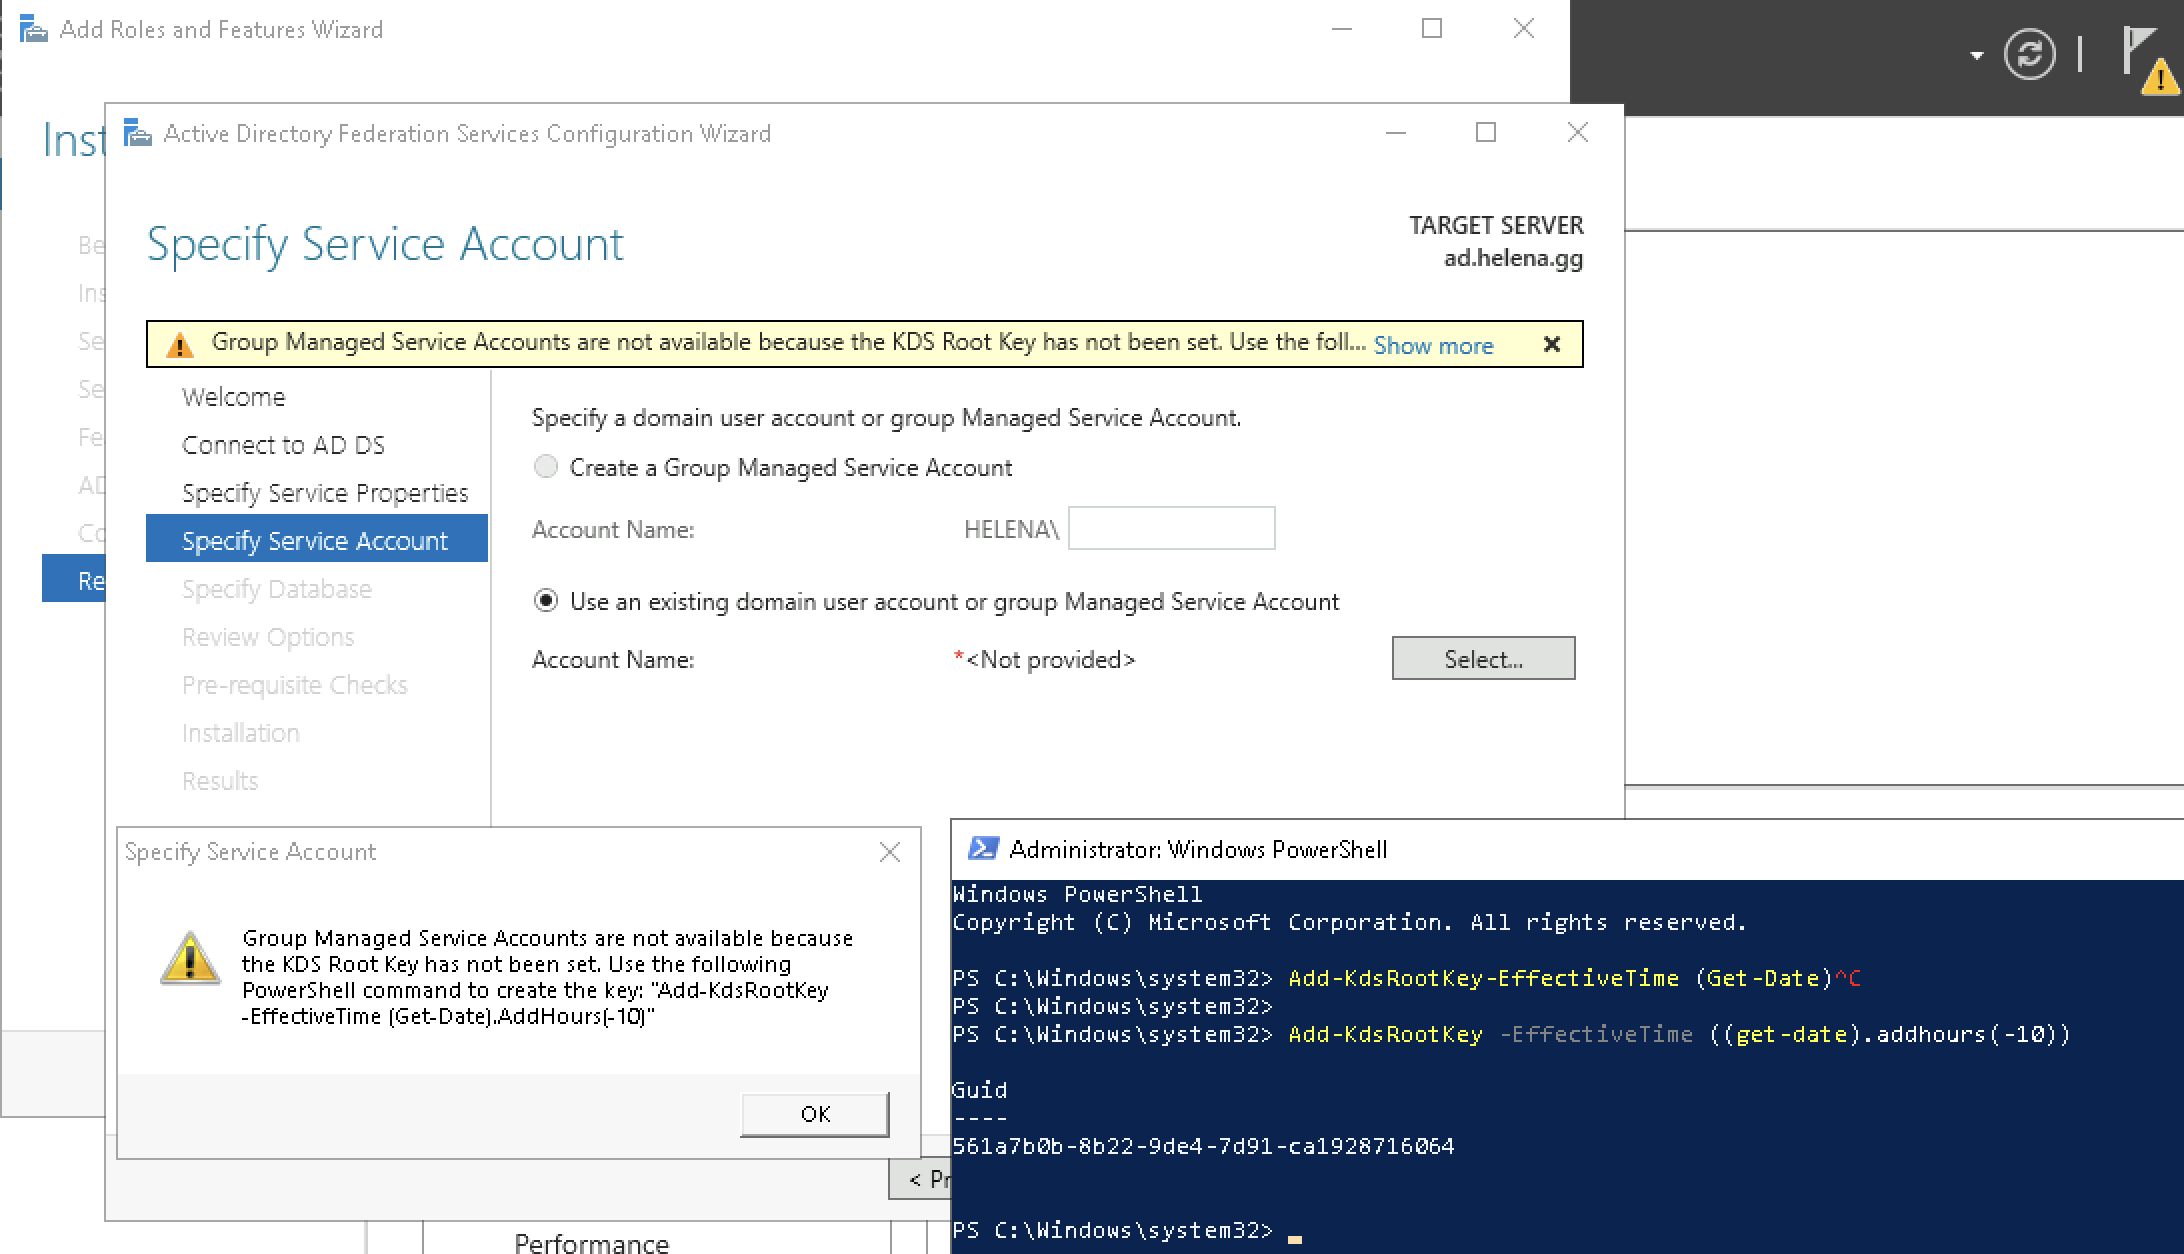 Add Roles and Features Wizard
Active Directory Federation Services Configuration Wizard
Specify Service Account
TARGET SERVER
ad.helena.gg
Group Managed Service Accounts are not available because the KDS Root Key has not been set. Use the foll... Show more
Welcome
Connect to AD DS
Specify Service Properties
Specify Service Account
Specify Database
Review Options
Pre-requisite Checks
Installation
Results
Specify a domain user account or group Managed Service Account.
Create a Group Managed Service Account
Account Name: HELENA\
Use an existing domain user account or group Managed Service Account
Account Name: *<Not provided> Select...
Specify Service Account
Group Managed Service Accounts are not available because
the KDS Root Key has not been set. Use the following
PowerShell command to create the key: "Add-KdsRootKey
-EffectiveTime (Get-Date).AddHours(-10)"
OK
< Pr
Performance
Administrator: Windows PowerShell
Windows PowerShell
Copyright (C) Microsoft Corporation. All rights reserved.
PS C:\Windows\system32> Add-KdsRootKey-EffectiveTime (Get-Date)^C
PS C:\Windows\system32>
PS C:\Windows\system32> Add-KdsRootKey -EffectiveTime ((get-date).addhours(-10))
Guid
----
561a7b0b-8b22-9de4-7d91-ca1928716064
PS C:\Windows\system32>
Inst
Be
Ins
Se
Se
Fe
AD
Co
Re